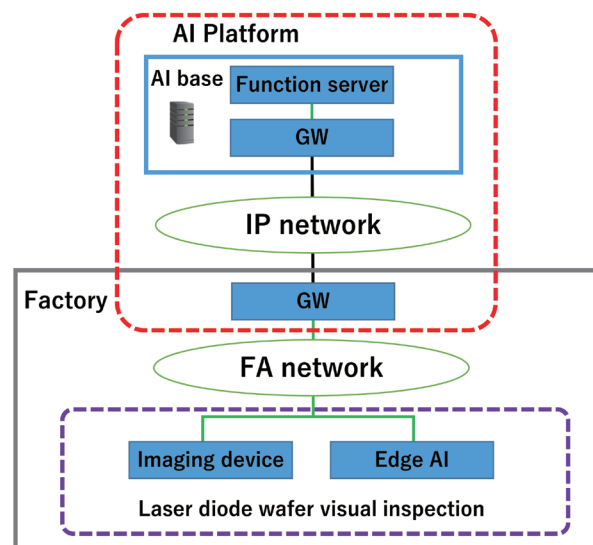 AI Platform
AI base
Function server
GW
IP network
Factory
GW
FA network
Imaging device
Edge AI
Laser diode wafer visual inspection